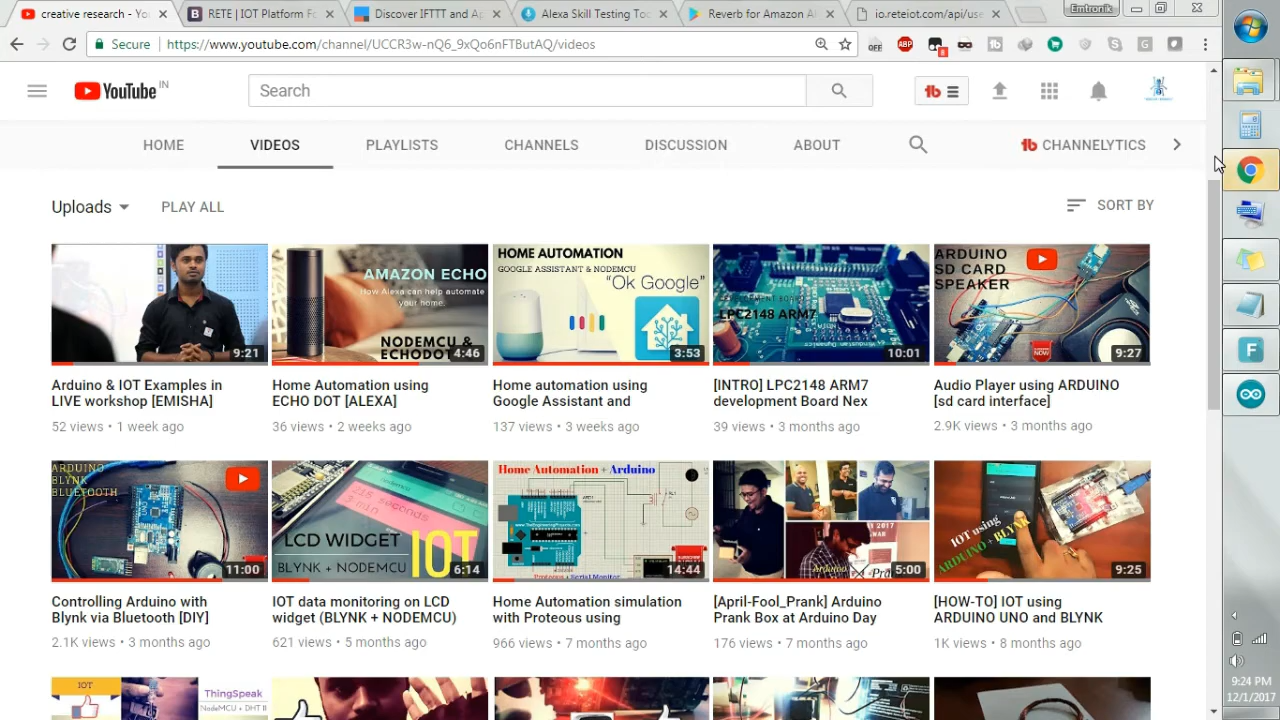 creative research - You
RETE | IOT Platform Fo
Discover IFTTT and Ap
Alexa Skill Testing Too
Reverb for Amazon Al
ioreteiot.com/api/use
Emtronik
Secure
https://www.youtube.com/channel/UCCR3w-nQ6_9xQo6nFTButAQ/videos
OFF
ABP
8
YouTube IN
Search
HOME
VIDEOS
PLAYLISTS
CHANNELS
DISCUSSION
ABOUT
CHANNELYTICS
Uploads
PLAY ALL
SORT BY
9:21
AMAZON ECHO
How Alexa can help automate
your home.
NODEMCU &
ECHODOT
4:46
HOME AUTOMATION
GOOGLE ASSISTANT & NODEMCU
"Ok Google"
3:53
LPC2148 ARM7
10:01
ARDUINO
SD CARD
SPEAKER
9:27
Arduino & IOT Examples in
LIVE workshop [EMISHA]
52 views • 1 week ago
Home Automation using
ECHO DOT [ALEXA]
36 views • 2 weeks ago
Home automation using
Google Assistant and
137 views • 3 weeks ago
[INTRO] LPC2148 ARM7
development Board Nex
39 views • 3 months ago
Audio Player using ARDUINO
[sd card interface]
2.9K views • 3 months ago
ARDUINO
BLYNK
BLUETOOTH
11:00
LCD WIDGET
BLYNK + NODEMCU
IOT
6:14
Home Automation + Arduino
14:44
5:00
IOT using
ARDUINO + BLYNK
9:25
Controlling Arduino with
Blynk via Bluetooth [DIY]
2.1K views • 3 months ago
IOT data monitoring on LCD
widget (BLYNK + NODEMCU)
621 views • 5 months ago
Home Automation simulation
with Proteous using
966 views • 7 months ago
[April-Fool_Prank] Arduino
Prank Box at Arduino Day
176 views • 7 months ago
[HOW-TO] IOT using
ARDUINO UNO and BLYNK
1K views • 8 months ago
IOT
ThingSpeak
NodeMCU + DHT 11
9:24 PM
12/1/2017